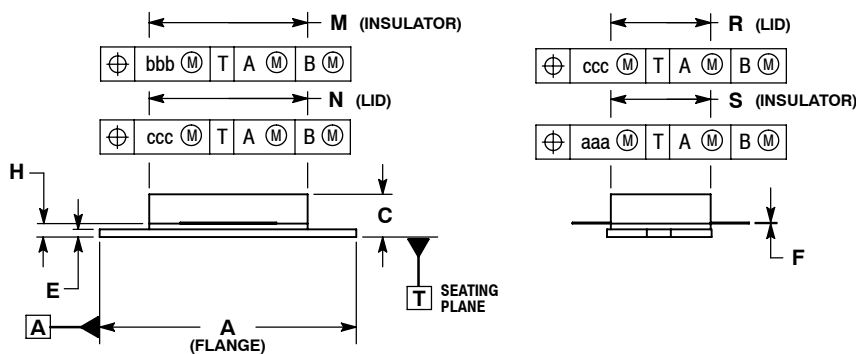 M (INSULATOR)
⌖ bbb Ⓜ T A Ⓜ B Ⓜ
N (LID)
⌖ ccc Ⓜ T A Ⓜ B Ⓜ
R (LID)
⌖ ccc Ⓜ T A Ⓜ B Ⓜ
S (INSULATOR)
⌖ aaa Ⓜ T A Ⓜ B Ⓜ
H
C
E
F
T SEATING
PLANE
A
A
(FLANGE)